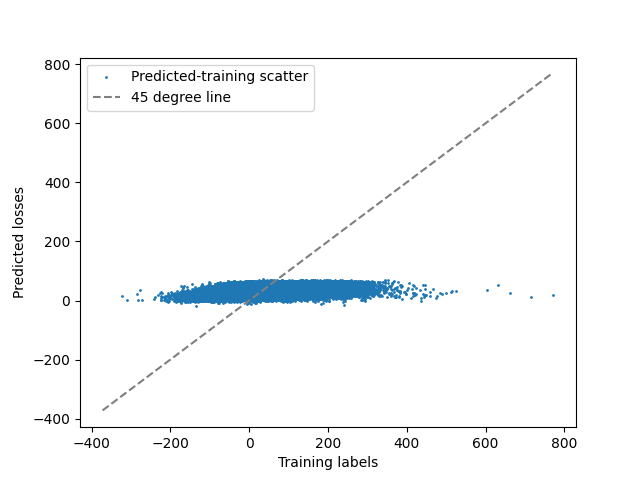 Predicted-training scatter
45 degree line
800
600
400
200
0
−200
−400
Predicted losses
−400 −200 0 200 400 600 800
Training labels